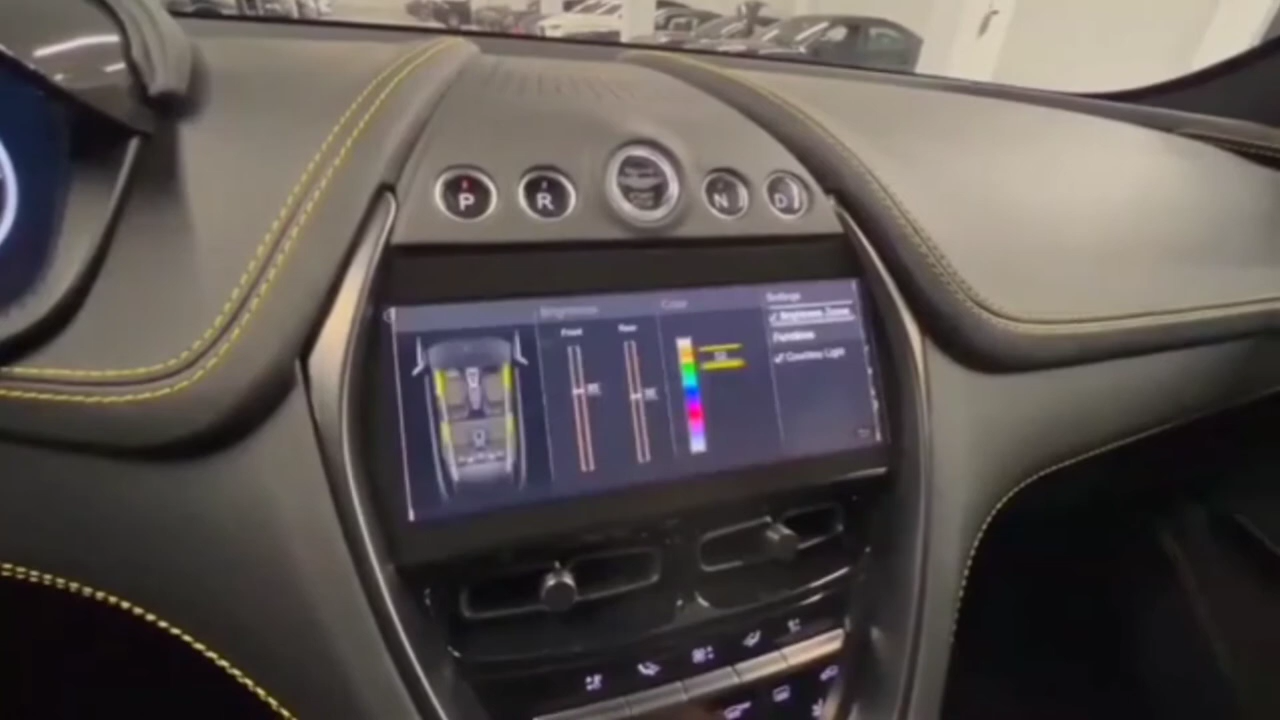 P R N D
Brightness Color Settings
Front Rear
Brightness Zones
Functions
Courtesy Light